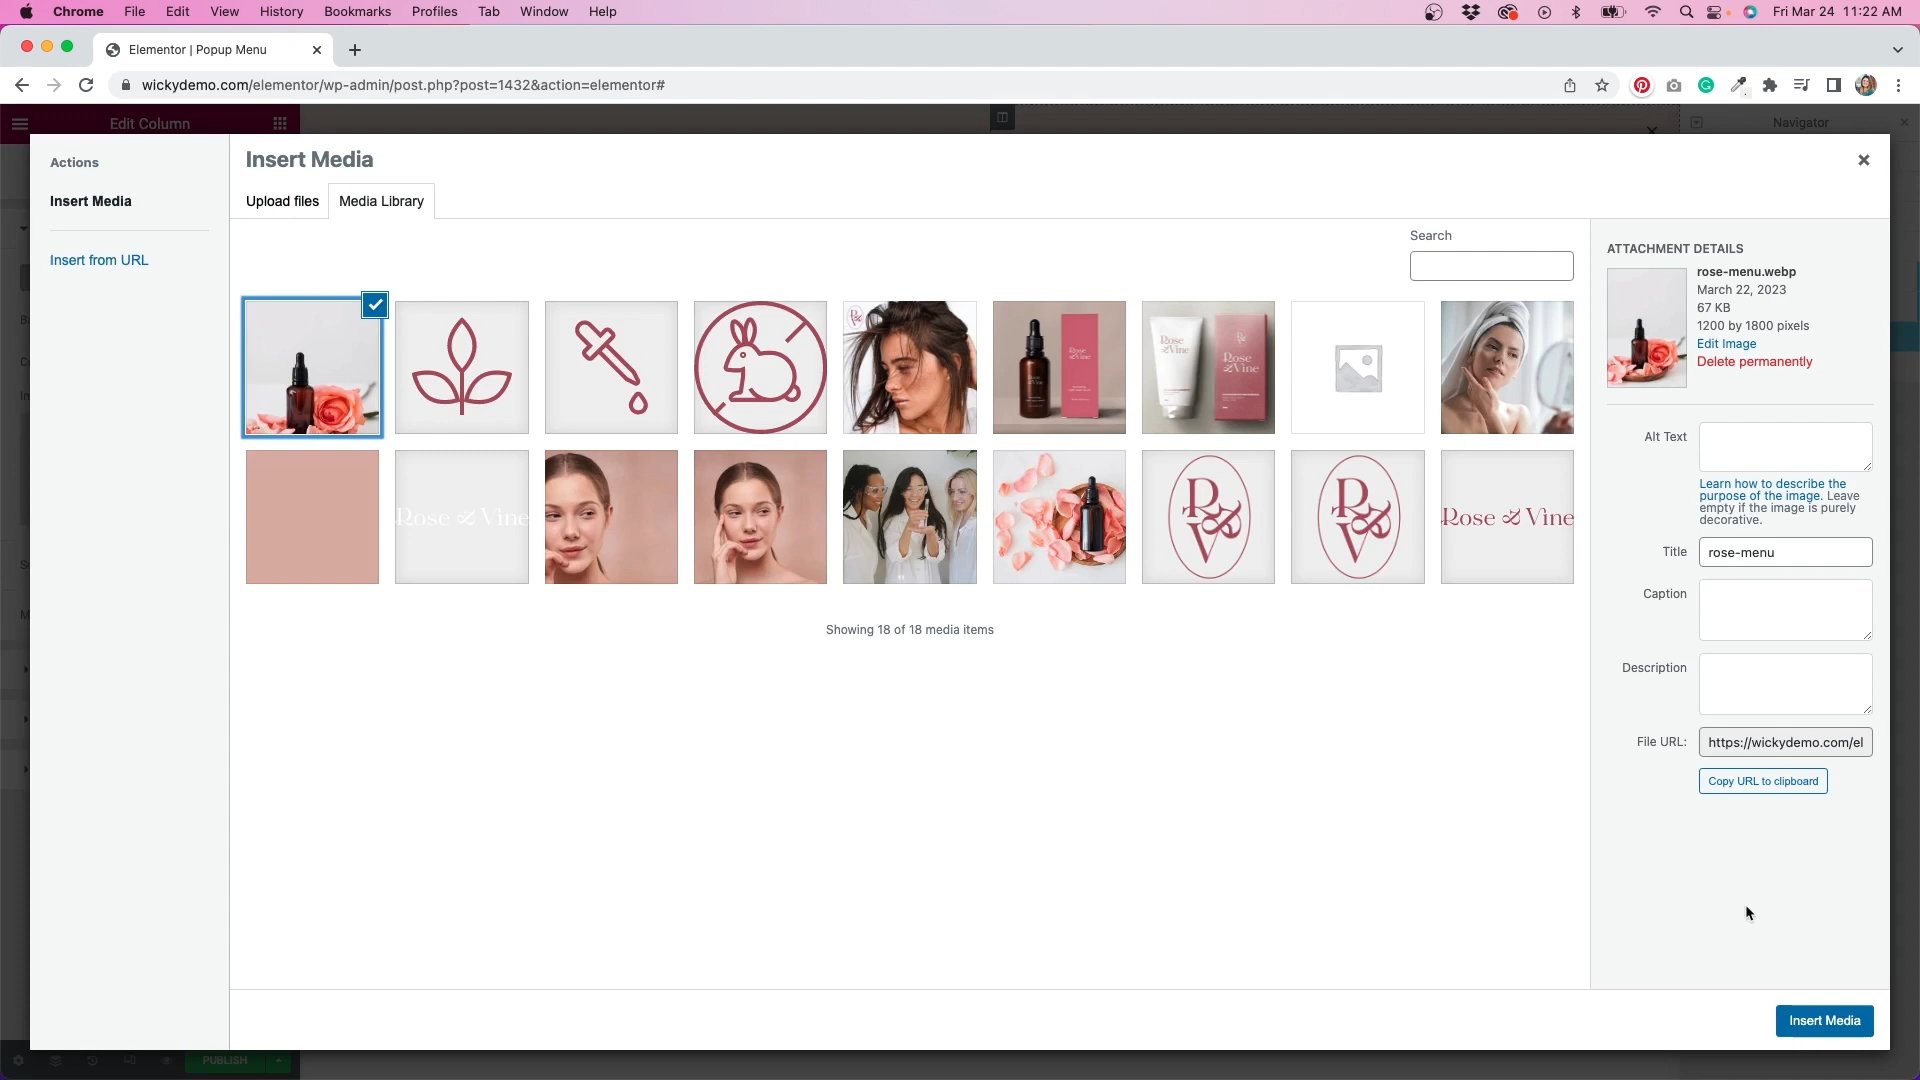 Chrome File Edit View History Bookmarks Profiles Tab Window Help Fri Mar 24 11:22 AM
Elementor | Popup Menu
wickydemo.com/elementor/wp-admin/post.php?post=1432&action=elementor#
Edit Column
Navigator
Actions
Insert Media
Insert from URL
Insert Media
Upload files
Media Library
Search
Rose & Vine
Rose & Vine
Showing 18 of 18 media items
ATTACHMENT DETAILS
rose-menu.webp
March 22, 2023
67 KB
1200 by 1800 pixels
Edit Image
Delete permanently
Alt Text
Learn how to describe the
purpose of the image. Leave
empty if the image is purely
decorative.
Title
rose-menu
Caption
Description
File URL:
https://wickydemo.com/el
Copy URL to clipboard
Insert Media
PUBLISH